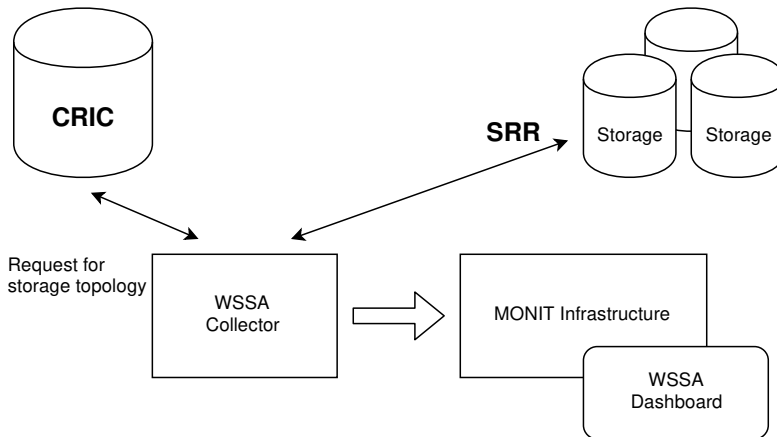 CRIC
SRR
Storage
Storage
Request for
storage topology
WSSA
Collector
MONIT Infrastructure
WSSA
Dashboard